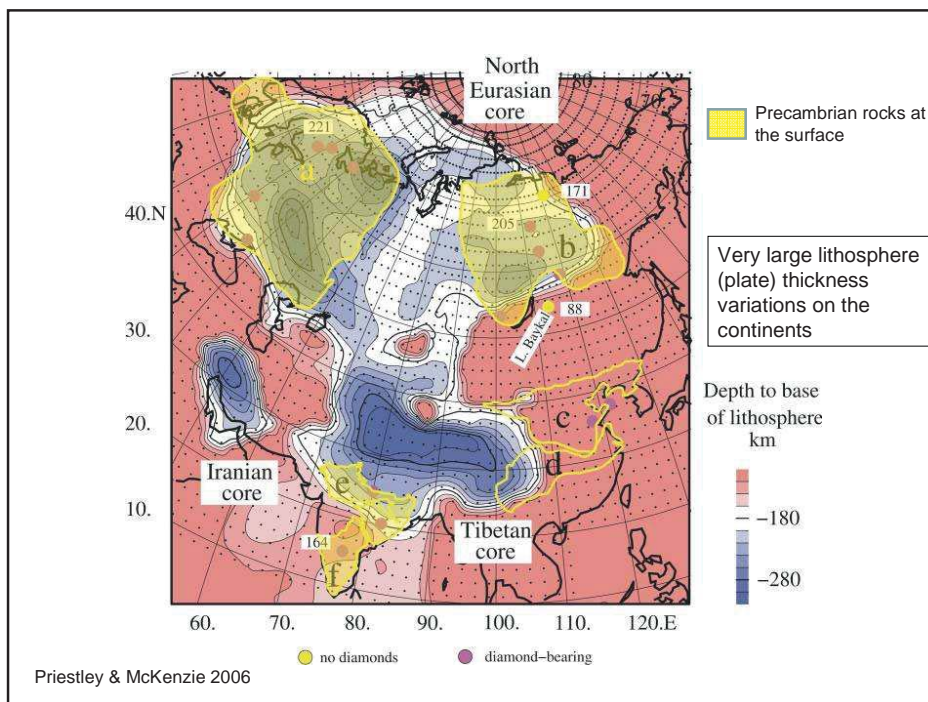 North
Eurasian
core
80
Precambrian rocks at
the surface
221
a
171
40.N
205
b
Very large lithosphere
(plate) thickness
variations on the
continents
88
30.
L. Baykal
Depth to base
of lithosphere
km
20.
c
d
Iranian
core
e
−180
10.
164
Tibetan
core
f
−280
60. 70. 80. 90. 100. 110. 120.E
no diamonds diamond−bearing
Priestley & McKenzie 2006